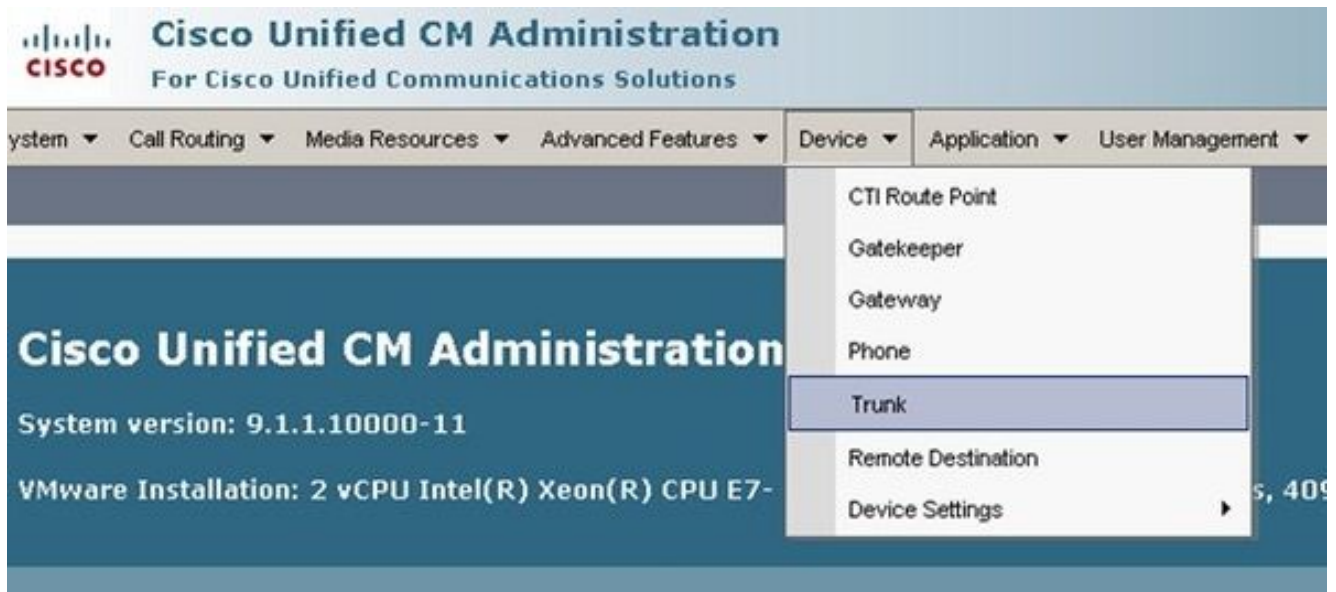 CISCO
Cisco Unified CM Administration
For Cisco Unified Communications Solutions
ystem Call Routing Media Resources Advanced Features Device Application User Management
CTI Route Point
Gatekeeper
Gateway
Phone
Trunk
Remote Destination
Device Settings
Cisco Unified CM Administration
System version: 9.1.1.10000-11
VMware Installation: 2 vCPU Intel(R) Xeon(R) CPU E7- s, 409